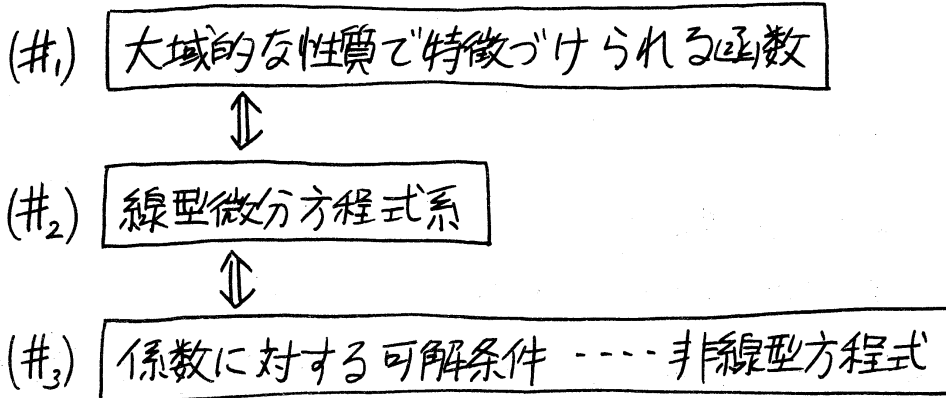 (#₁) 大域的な性質で特徴づけられる函数
⇕
(#₂) 線型微分方程式系
⇕
(#₃) 係数に対する可解条件 ---- 非線型方程式